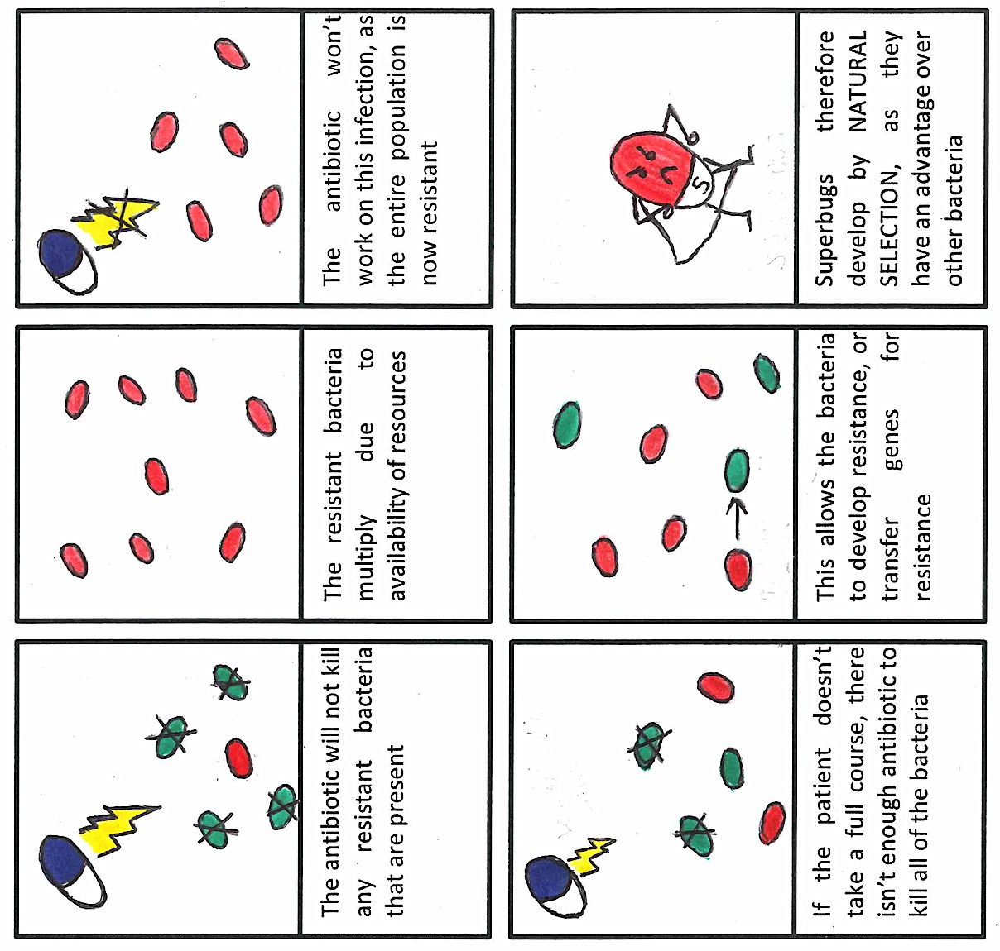 The antibiotic will not kill
any resistant bacteria
that are present
The resistant bacteria
multiply due to
availability of resources
The antibiotic won't
work on this infection, as
the entire population is
now resistant
If the patient doesn't
take a full course, there
isn't enough antibiotic to
kill all of the bacteria
This allows the bacteria
to develop resistance, or
transfer genes for
resistance
S
Superbugs therefore
develop by NATURAL
SELECTION, as they
have an advantage over
other bacteria